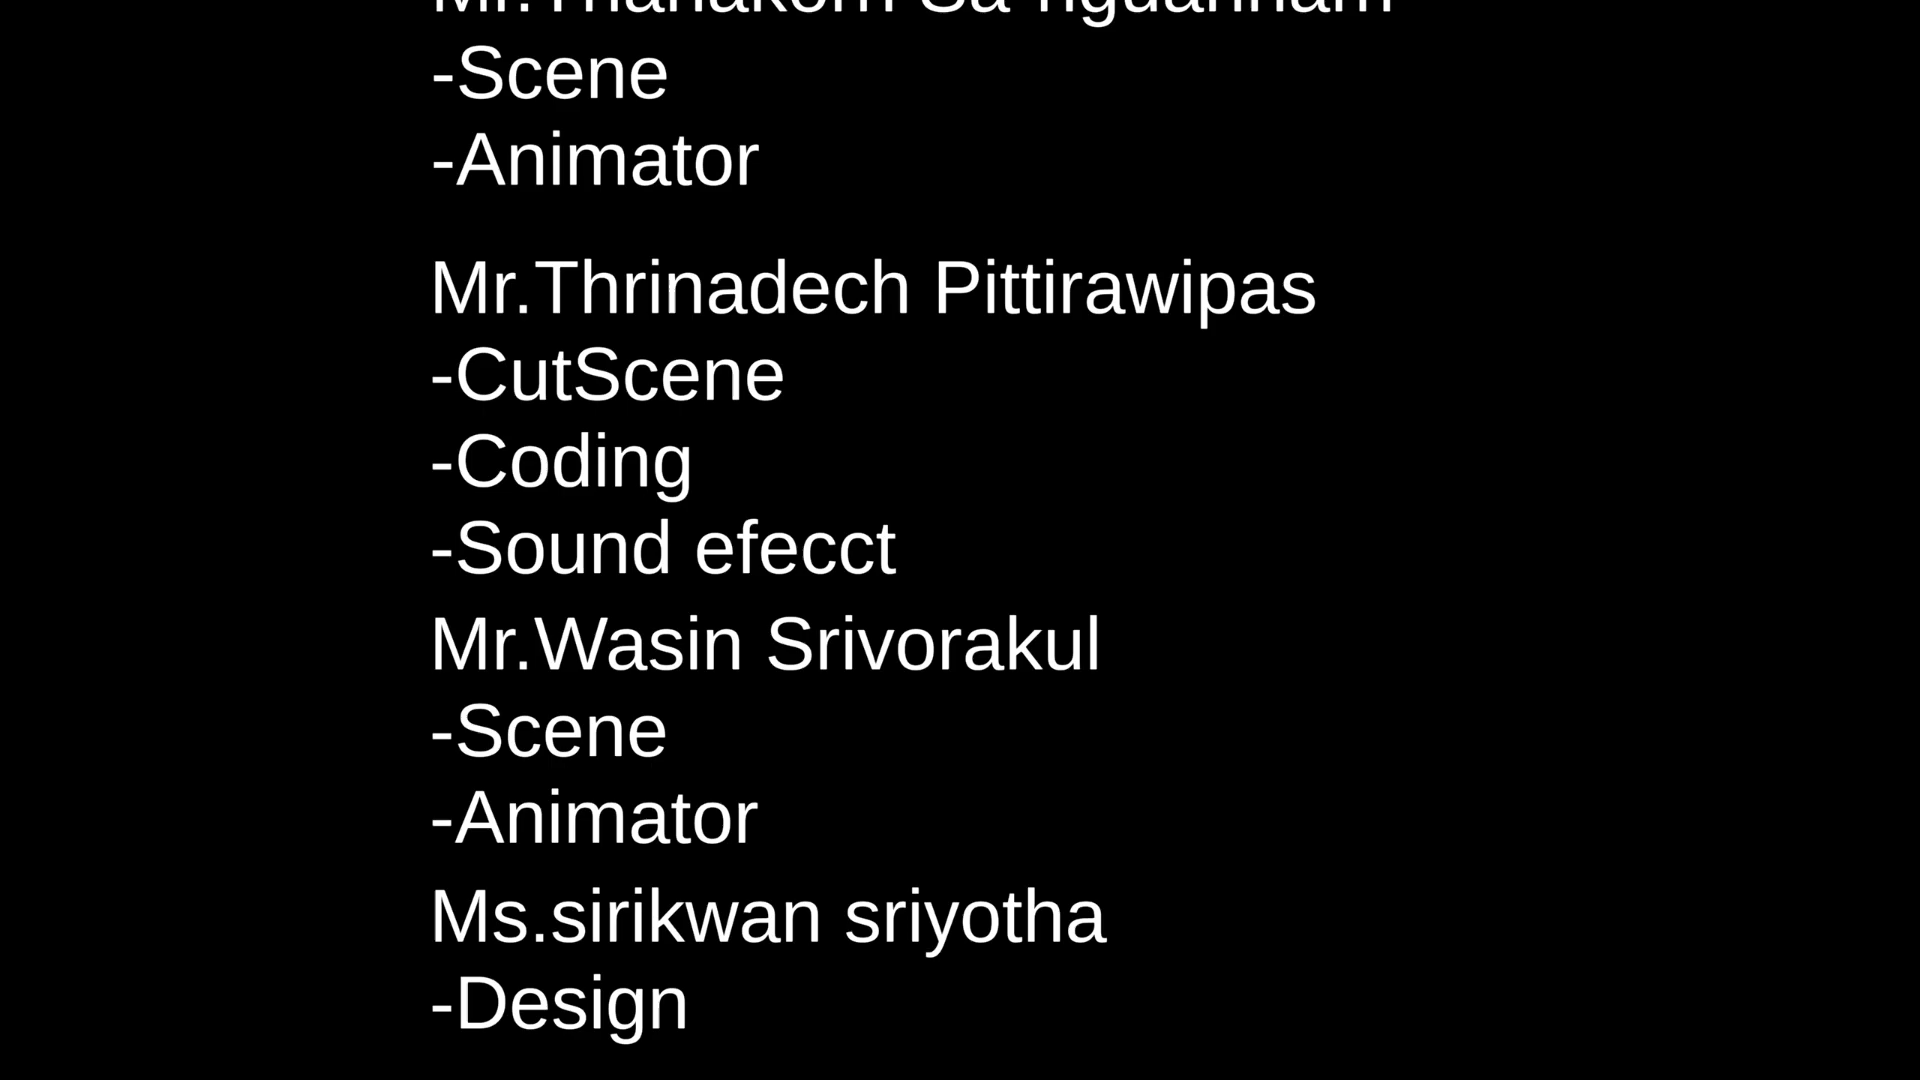 Mr.Thanakorn Sa-nguannam
-Scene
-Animator
Mr.Thrinadech Pittirawipas
-CutScene
-Coding
-Sound efecct
Mr.Wasin Srivorakul
-Scene
-Animator
Ms.sirikwan sriyotha
-Design